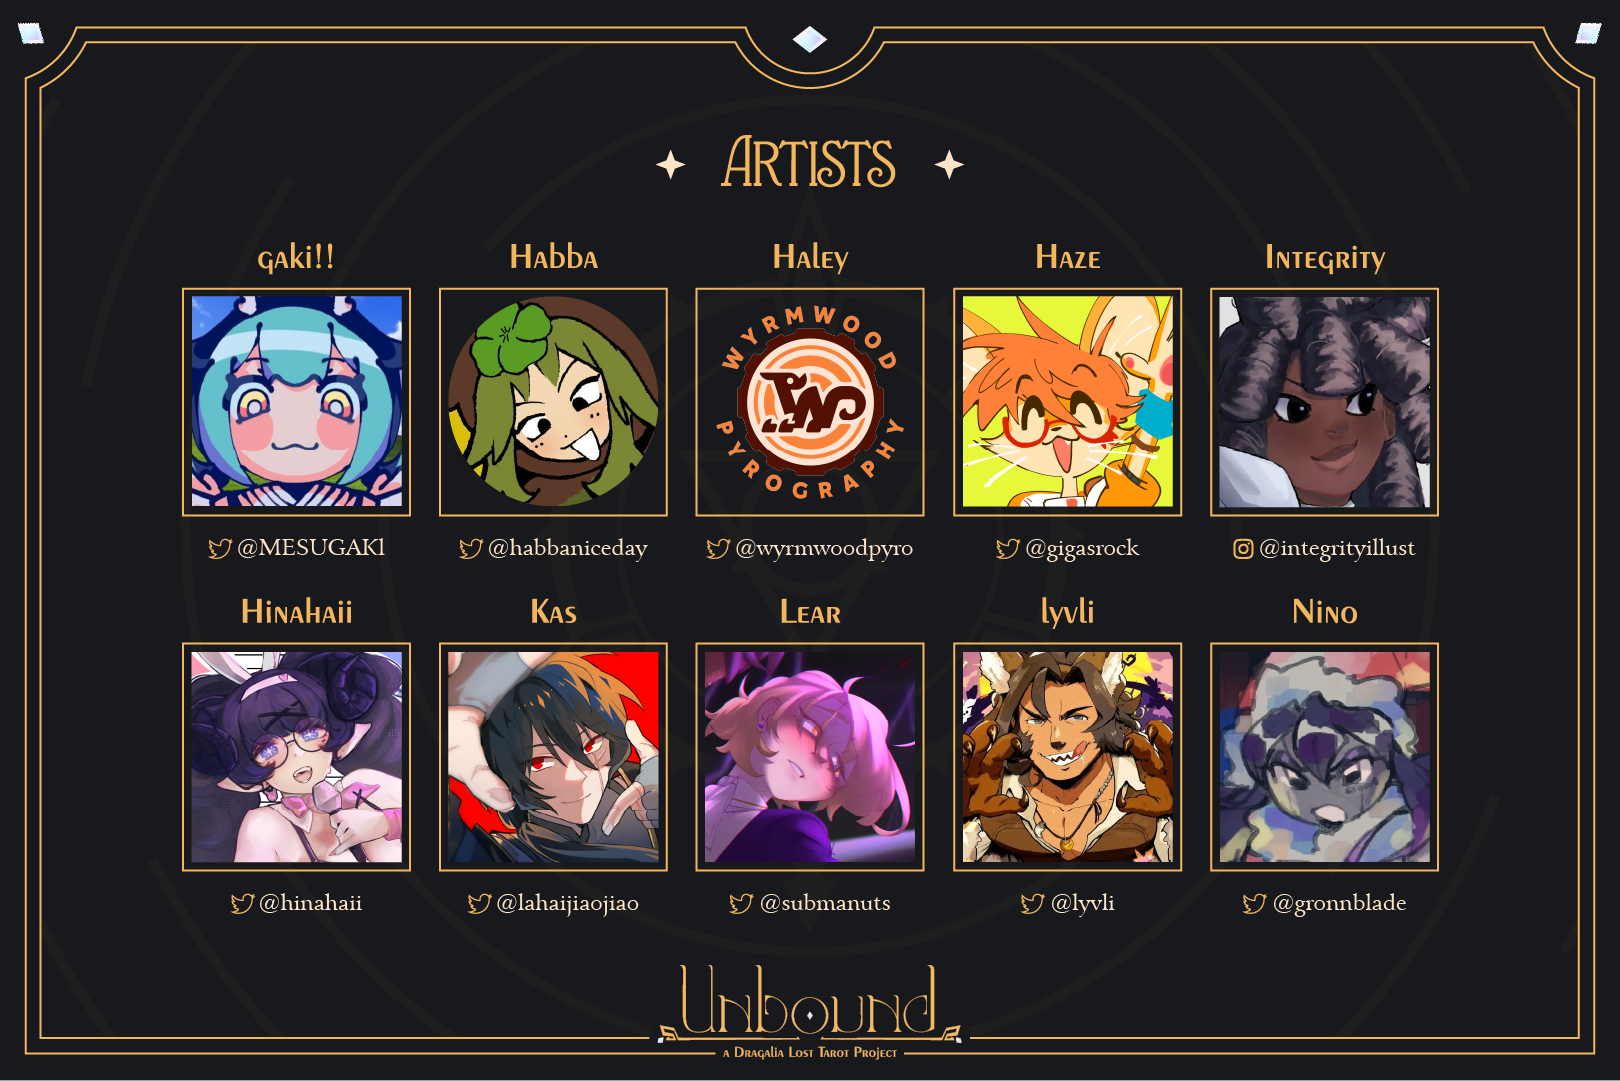 Artists
gaki!!
Habba
Haley
Haze
Integrity
WYRMWOOD
W
PYROGRAPHY
@MESUGAKl
@habbaniceday
@wyrmwoodpyro
@gigasrock
@integrityillust
Hinahaii
Kas
Lear
lyvli
Nino
@hinahaii
@lahaijiaojiao
@submanuts
@lyvli
@gronnblade
Unbound
a Dragalia Lost Tarot Project